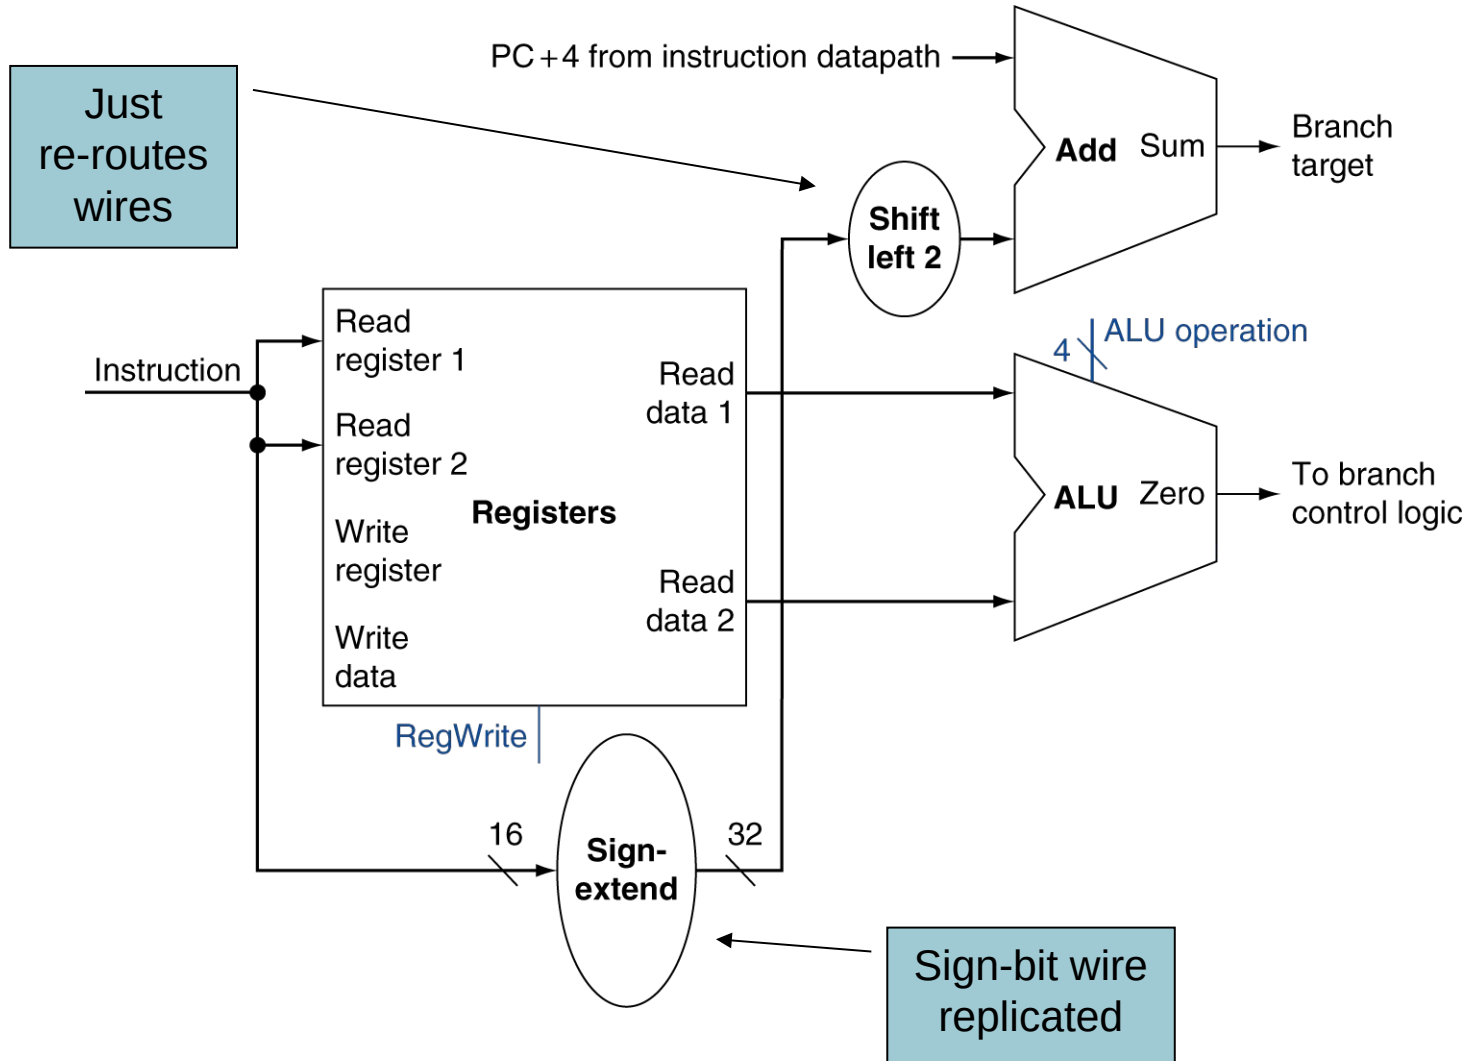 PC+4 from instruction datapath
Just
re-routes
wires
Add Sum
Branch
target
Shift
left 2
Instruction
Read
register 1
Read
register 2
Write
register
Write
data
Registers
Read
data 1
Read
data 2
RegWrite
4
ALU operation
ALU Zero
To branch
control logic
16
Sign-
extend
32
Sign-bit wire
replicated